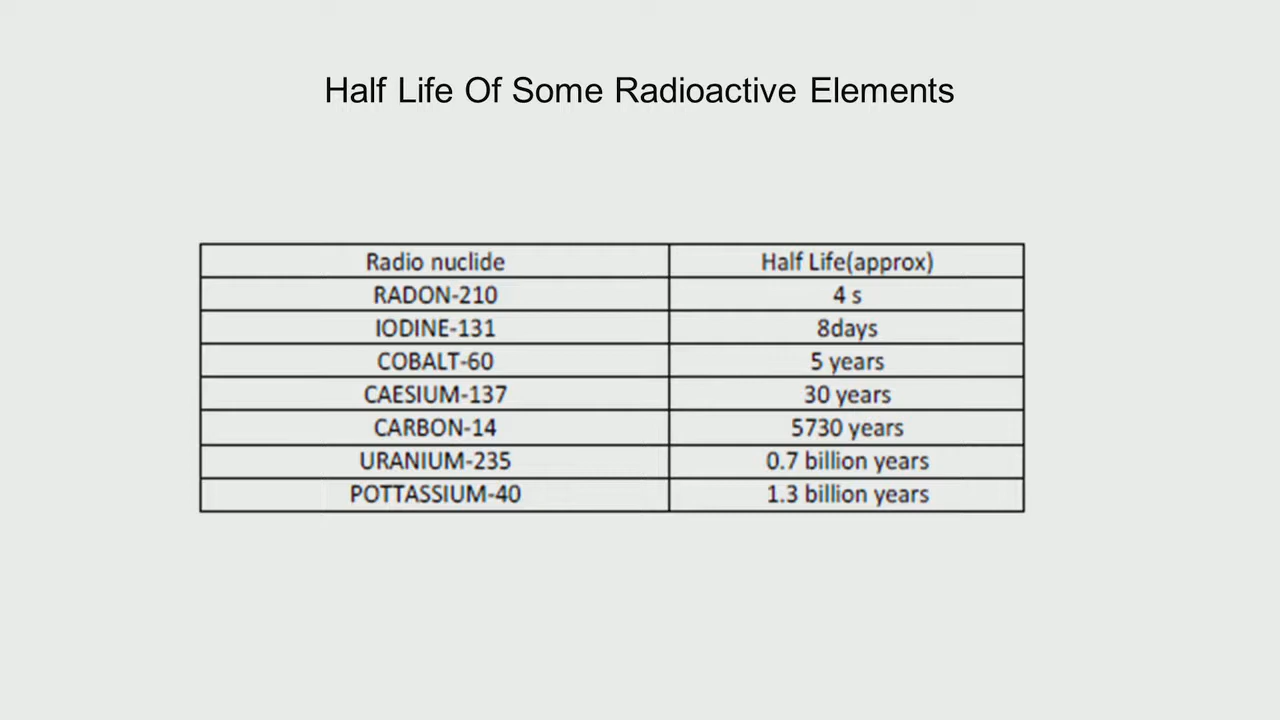 Half Life Of Some Radioactive Elements
Radio nuclide Half Life(approx)
RADON-210 4 s
IODINE-131 8days
COBALT-60 5 years
CAESIUM-137 30 years
CARBON-14 5730 years
URANIUM-235 0.7 billion years
POTTASSIUM-40 1.3 billion years